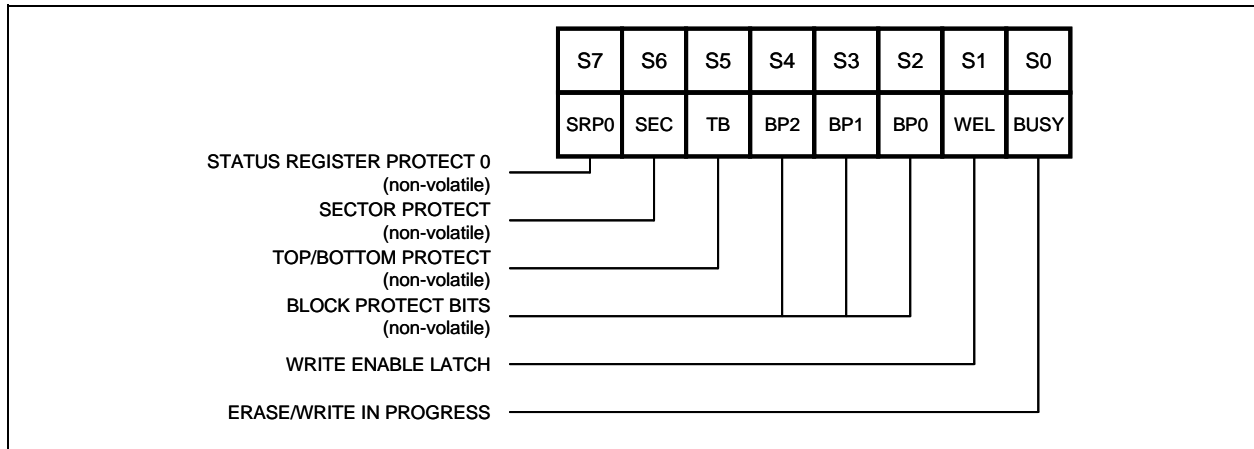 S7 S6 S5 S4 S3 S2 S1 S0
SRP0 SEC TB BP2 BP1 BP0 WEL BUSY
STATUS REGISTER PROTECT 0
(non-volatile)
SECTOR PROTECT
(non-volatile)
TOP/BOTTOM PROTECT
(non-volatile)
BLOCK PROTECT BITS
(non-volatile)
WRITE ENABLE LATCH
ERASE/WRITE IN PROGRESS